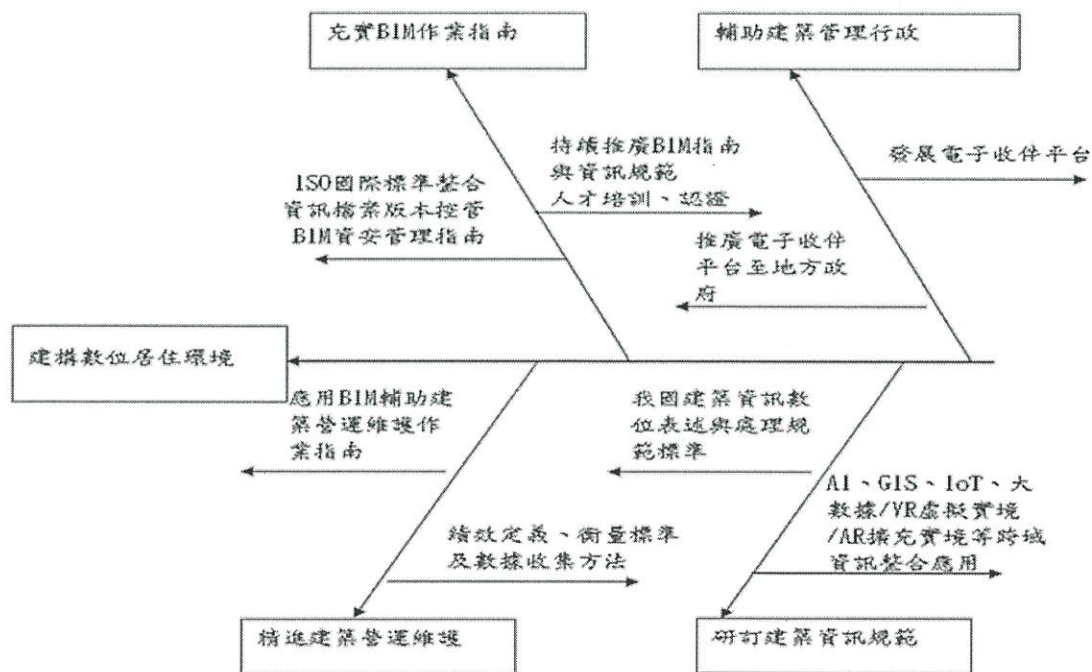 充實BIM作業指南
輔助建築管理行政
持續推廣BIM指南
與資訊規範
人才培訓、認證
發展電子收件平台
ISO國際標準整合
資訊檔案版本控管
BIM資安管理指南
推廣電子收件
平台至地方政
府
建構數位居住環境
應用BIM輔助建
築營運維護作
業指南
我國建築資訊數
位表述與處理規
範標準
AI、GIS、IoT、大
數據/VR虛擬實境
/AR擴充實境等跨域
資訊整合應用
績效定義、衡量標準
及數據收集方法
精進建築營運維護
研訂建築資訊規範